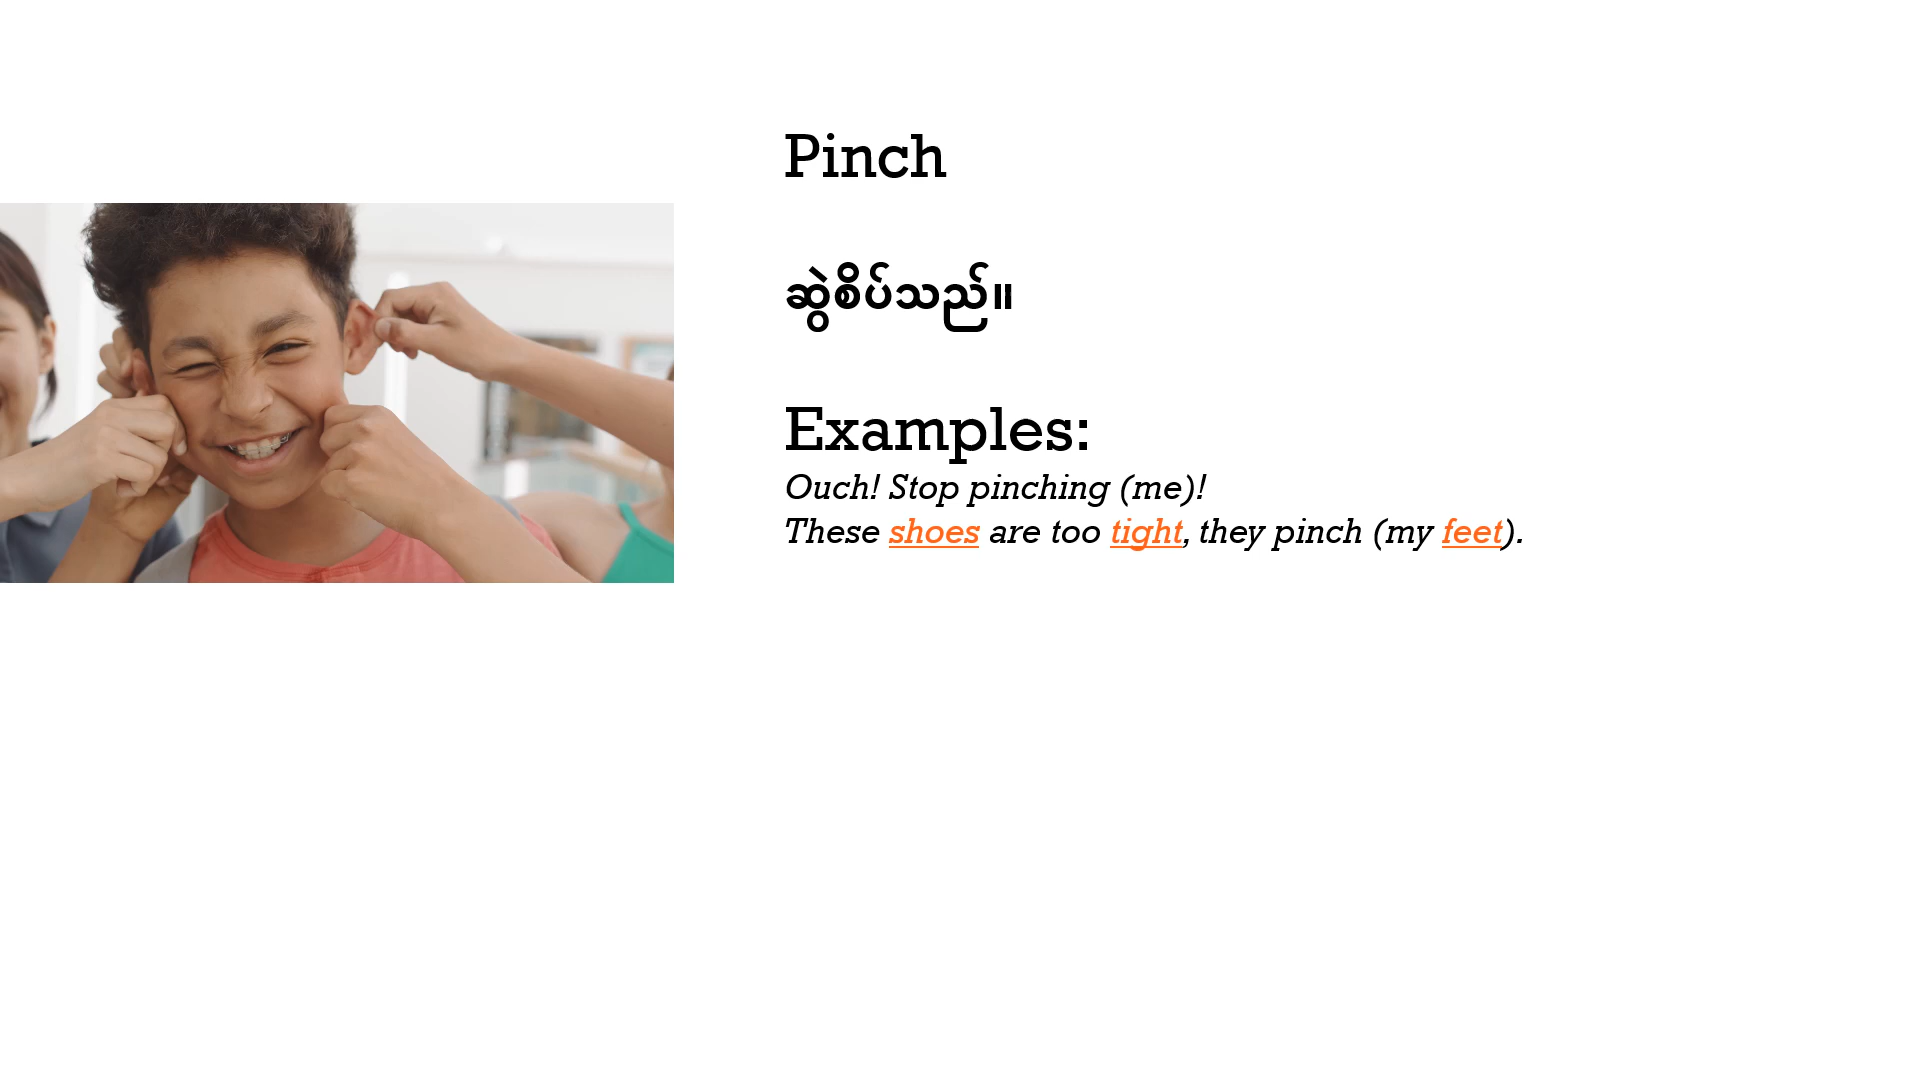 Pinch
ဆွဲစိပ်သည်။
Examples:
Ouch! Stop pinching (me)!
These shoes are too tight, they pinch (my feet).